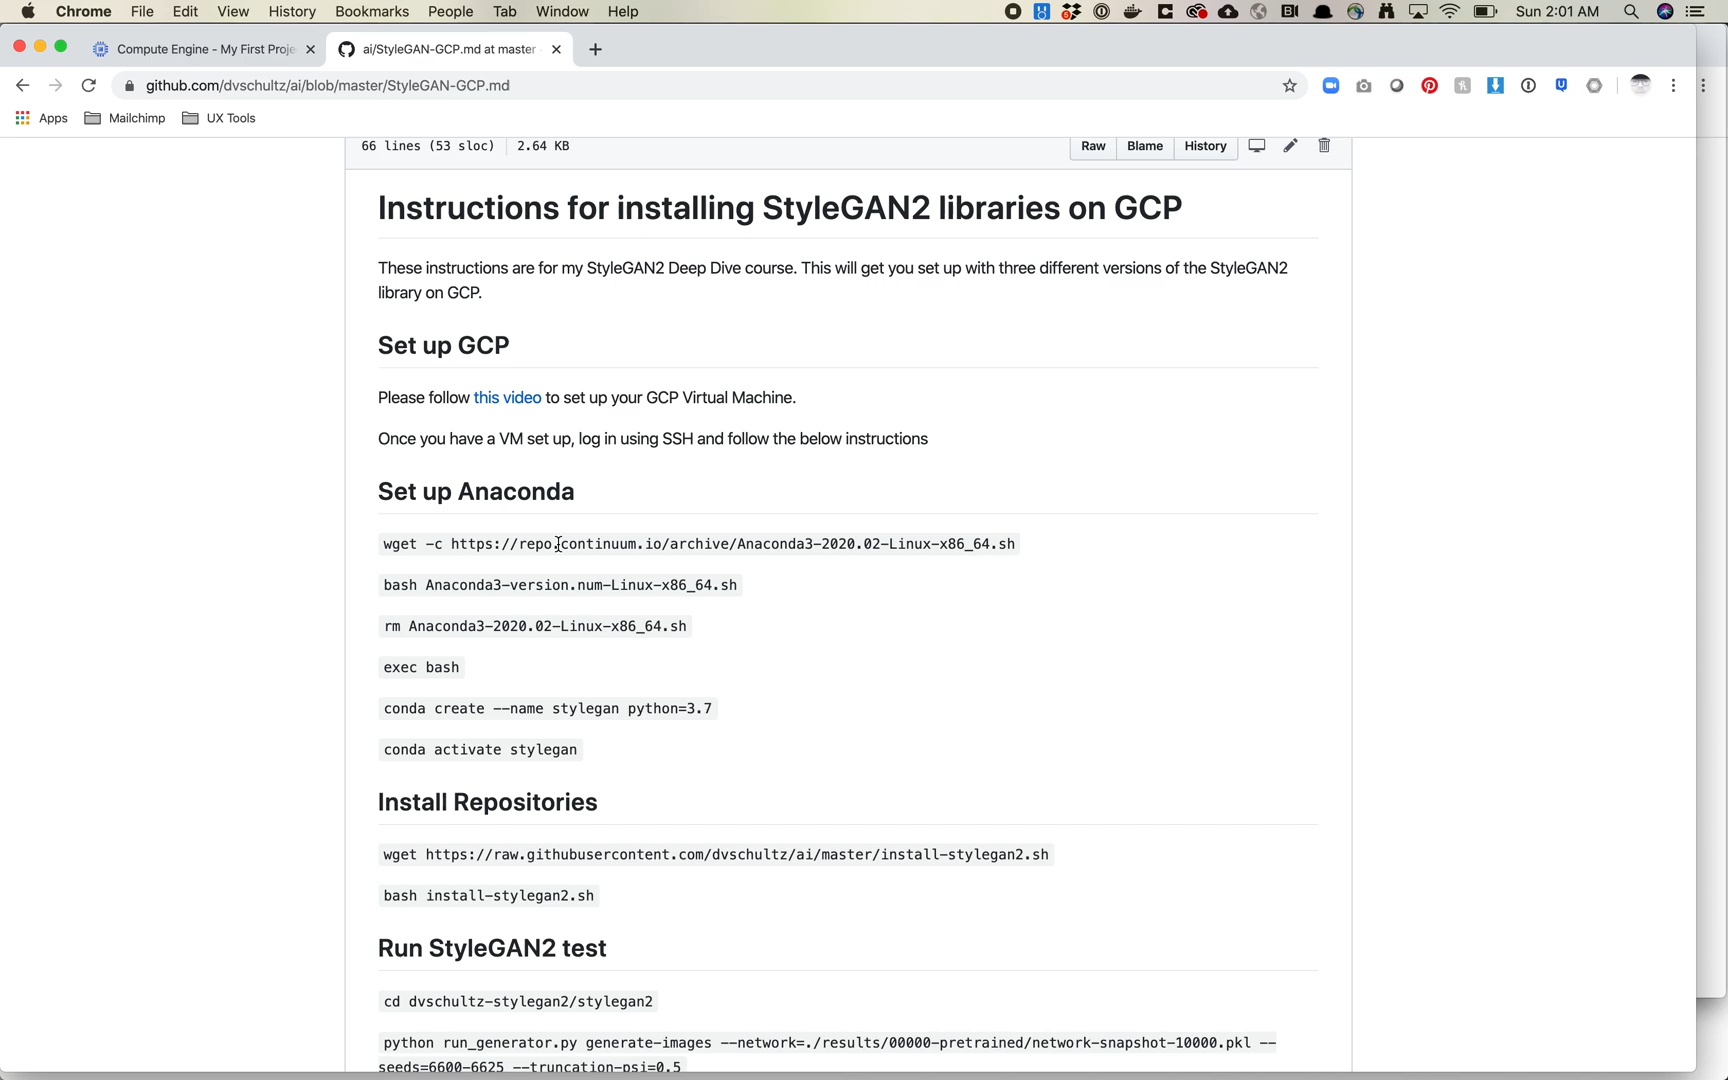 Chrome File Edit View History Bookmarks People Tab Window Help Sun 2:01 AM
Compute Engine - My First Proje
ai/StyleGAN-GCP.md at master
github.com/dvschultz/ai/blob/master/StyleGAN-GCP.md
Apps Mailchimp UX Tools
66 lines (53 sloc) 2.64 KB Raw Blame History
Instructions for installing StyleGAN2 libraries on GCP
These instructions are for my StyleGAN2 Deep Dive course. This will get you set up with three different versions of the StyleGAN2
library on GCP.
Set up GCP
Please follow this video to set up your GCP Virtual Machine.
Once you have a VM set up, log in using SSH and follow the below instructions
Set up Anaconda
wget -c https://repo.continuum.io/archive/Anaconda3-2020.02-Linux-x86_64.sh
bash Anaconda3-version.num-Linux-x86_64.sh
rm Anaconda3-2020.02-Linux-x86_64.sh
exec bash
conda create --name stylegan python=3.7
conda activate stylegan
Install Repositories
wget https://raw.githubusercontent.com/dvschultz/ai/master/install-stylegan2.sh
bash install-stylegan2.sh
Run StyleGAN2 test
cd dvschultz-stylegan2/stylegan2
python run_generator.py generate-images --network=./results/00000-pretrained/network-snapshot-10000.pkl --
seeds=6600-6625 --truncation-psi=0.5